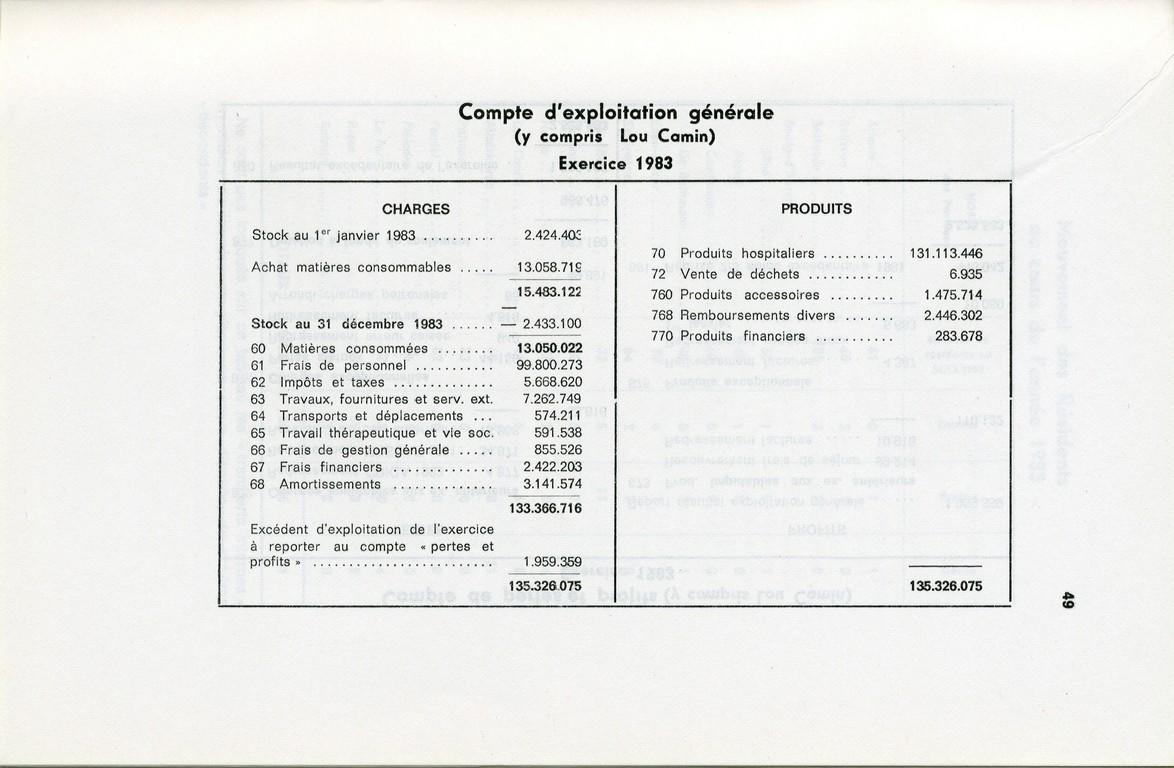 Compte d'exploitation générale
(y compris Lou Camin)
Exercice 1983
CHARGES
Stock au 1er janvier 1983 .......... 2.424.403
Achat matières consommables ..... 13.058.719
15.483.122
Stock au 31 décembre 1983 ...... — 2.433.100
60 Matières consommées ........ 13.050.022
61 Frais de personnel ........... 99.800.273
62 Impôts et taxes .............. 5.668.620
63 Travaux, fournitures et serv. ext. 7.262.749
64 Transports et déplacements ... 574.211
65 Travail thérapeutique et vie soc. 591.538
66 Frais de gestion générale ..... 855.526
67 Frais financiers .............. 2.422.203
68 Amortissements .............. 3.141.574
133.366.716
Excédent d'exploitation de l'exercice
à reporter au compte « pertes et
profits » ......................... 1.959.359
135.326.075
PRODUITS
70 Produits hospitaliers .......... 131.113.446
72 Vente de déchets ............ 6.935
760 Produits accessoires ......... 1.475.714
768 Remboursements divers ....... 2.446.302
770 Produits financiers ........... 283.678
135.326.075
49